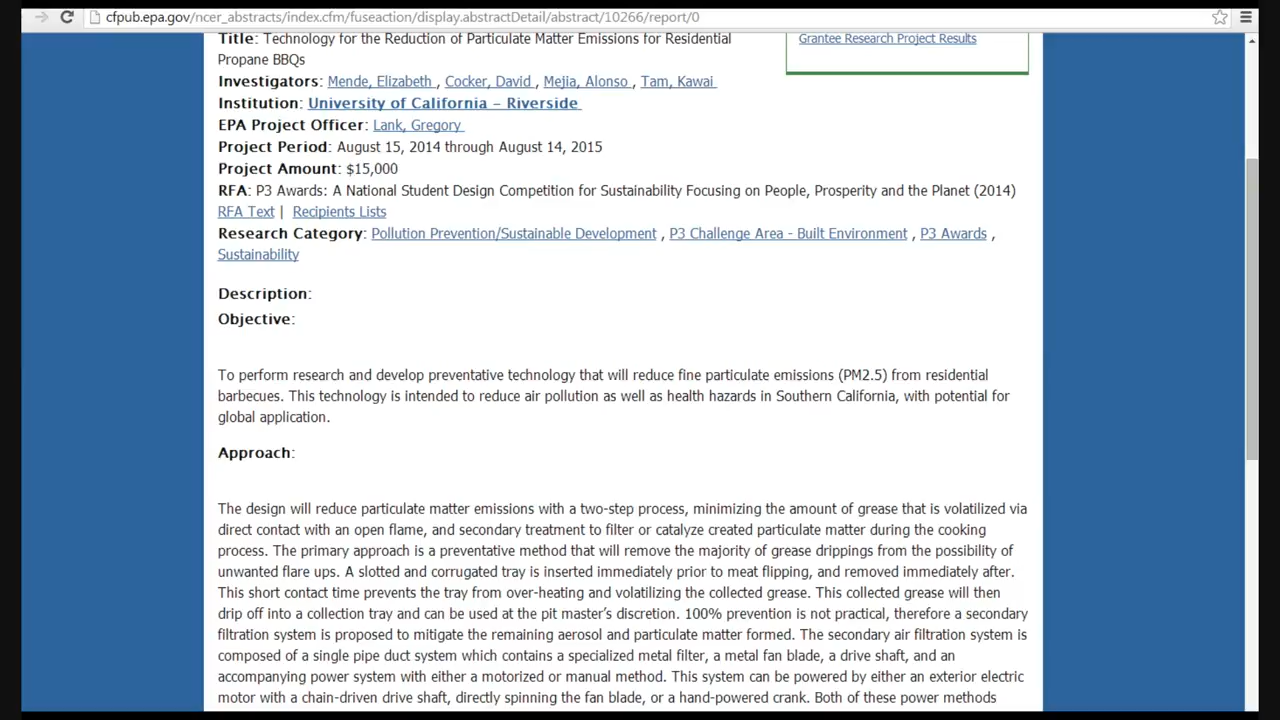 cfpub.epa.gov/ncer_abstracts/index.cfm/fuseaction/display.abstractDetail/abstract/10266/report/0
Title: Technology for the Reduction of Particulate Matter Emissions for Residential
Propane BBQs
Grantee Research Project Results
Investigators: Mende, Elizabeth , Cocker, David , Mejia, Alonso , Tam, Kawai
Institution: University of California - Riverside
EPA Project Officer: Lank, Gregory
Project Period: August 15, 2014 through August 14, 2015
Project Amount: $15,000
RFA: P3 Awards: A National Student Design Competition for Sustainability Focusing on People, Prosperity and the Planet (2014)
RFA Text | Recipients Lists
Research Category: Pollution Prevention/Sustainable Development , P3 Challenge Area - Built Environment , P3 Awards ,
Sustainability
Description:
Objective:
To perform research and develop preventative technology that will reduce fine particulate emissions (PM2.5) from residential
barbecues. This technology is intended to reduce air pollution as well as health hazards in Southern California, with potential for
global application.
Approach:
The design will reduce particulate matter emissions with a two-step process, minimizing the amount of grease that is volatilized via
direct contact with an open flame, and secondary treatment to filter or catalyze created particulate matter during the cooking
process. The primary approach is a preventative method that will remove the majority of grease drippings from the possibility of
unwanted flare ups. A slotted and corrugated tray is inserted immediately prior to meat flipping, and removed immediately after.
This short contact time prevents the tray from over-heating and volatilizing the collected grease. This collected grease will then
drip off into a collection tray and can be used at the pit master’s discretion. 100% prevention is not practical, therefore a secondary
filtration system is proposed to mitigate the remaining aerosol and particulate matter formed. The secondary air filtration system is
composed of a single pipe duct system which contains a specialized metal filter, a metal fan blade, a drive shaft, and an
accompanying power system with either a motorized or manual method. This system can be powered by either an exterior electric
motor with a chain-driven drive shaft, directly spinning the fan blade, or a hand-powered crank. Both of these power methods